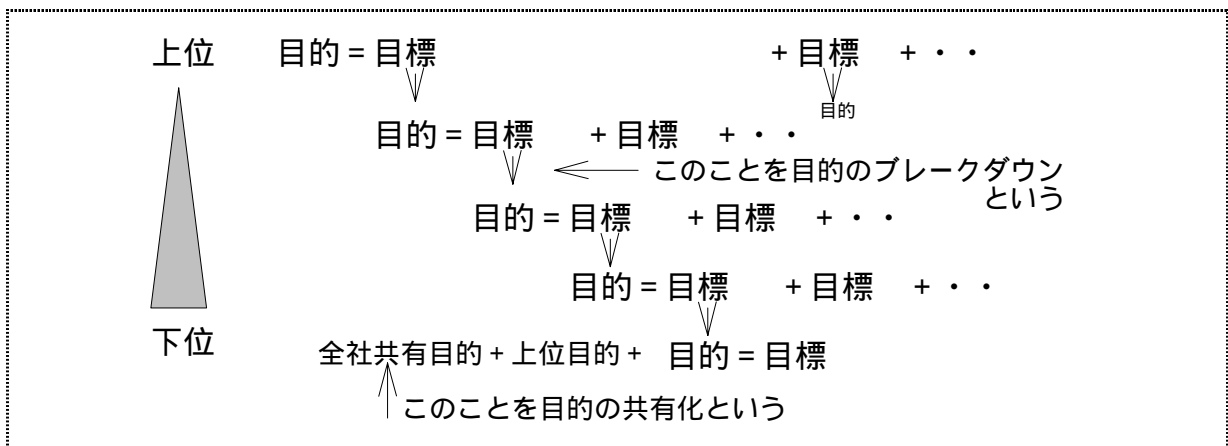 上位 目的 = 目標 + 目標 + ・・
目的
目的 = 目標 + 目標 + ・・
このことを目的のブレークダウン
という
目的 = 目標 + 目標 + ・・
目的 = 目標 + 目標 + ・・
下位
全社共有目的 + 上位目的 + 目的 = 目標
このことを目的の共有化という